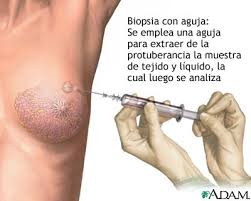 Biopsia con aguja:
Se emplea una aguja
para extraer de la
protuberancia la muestra
de tejido y líquido, la
cual luego se analiza
ADAM.